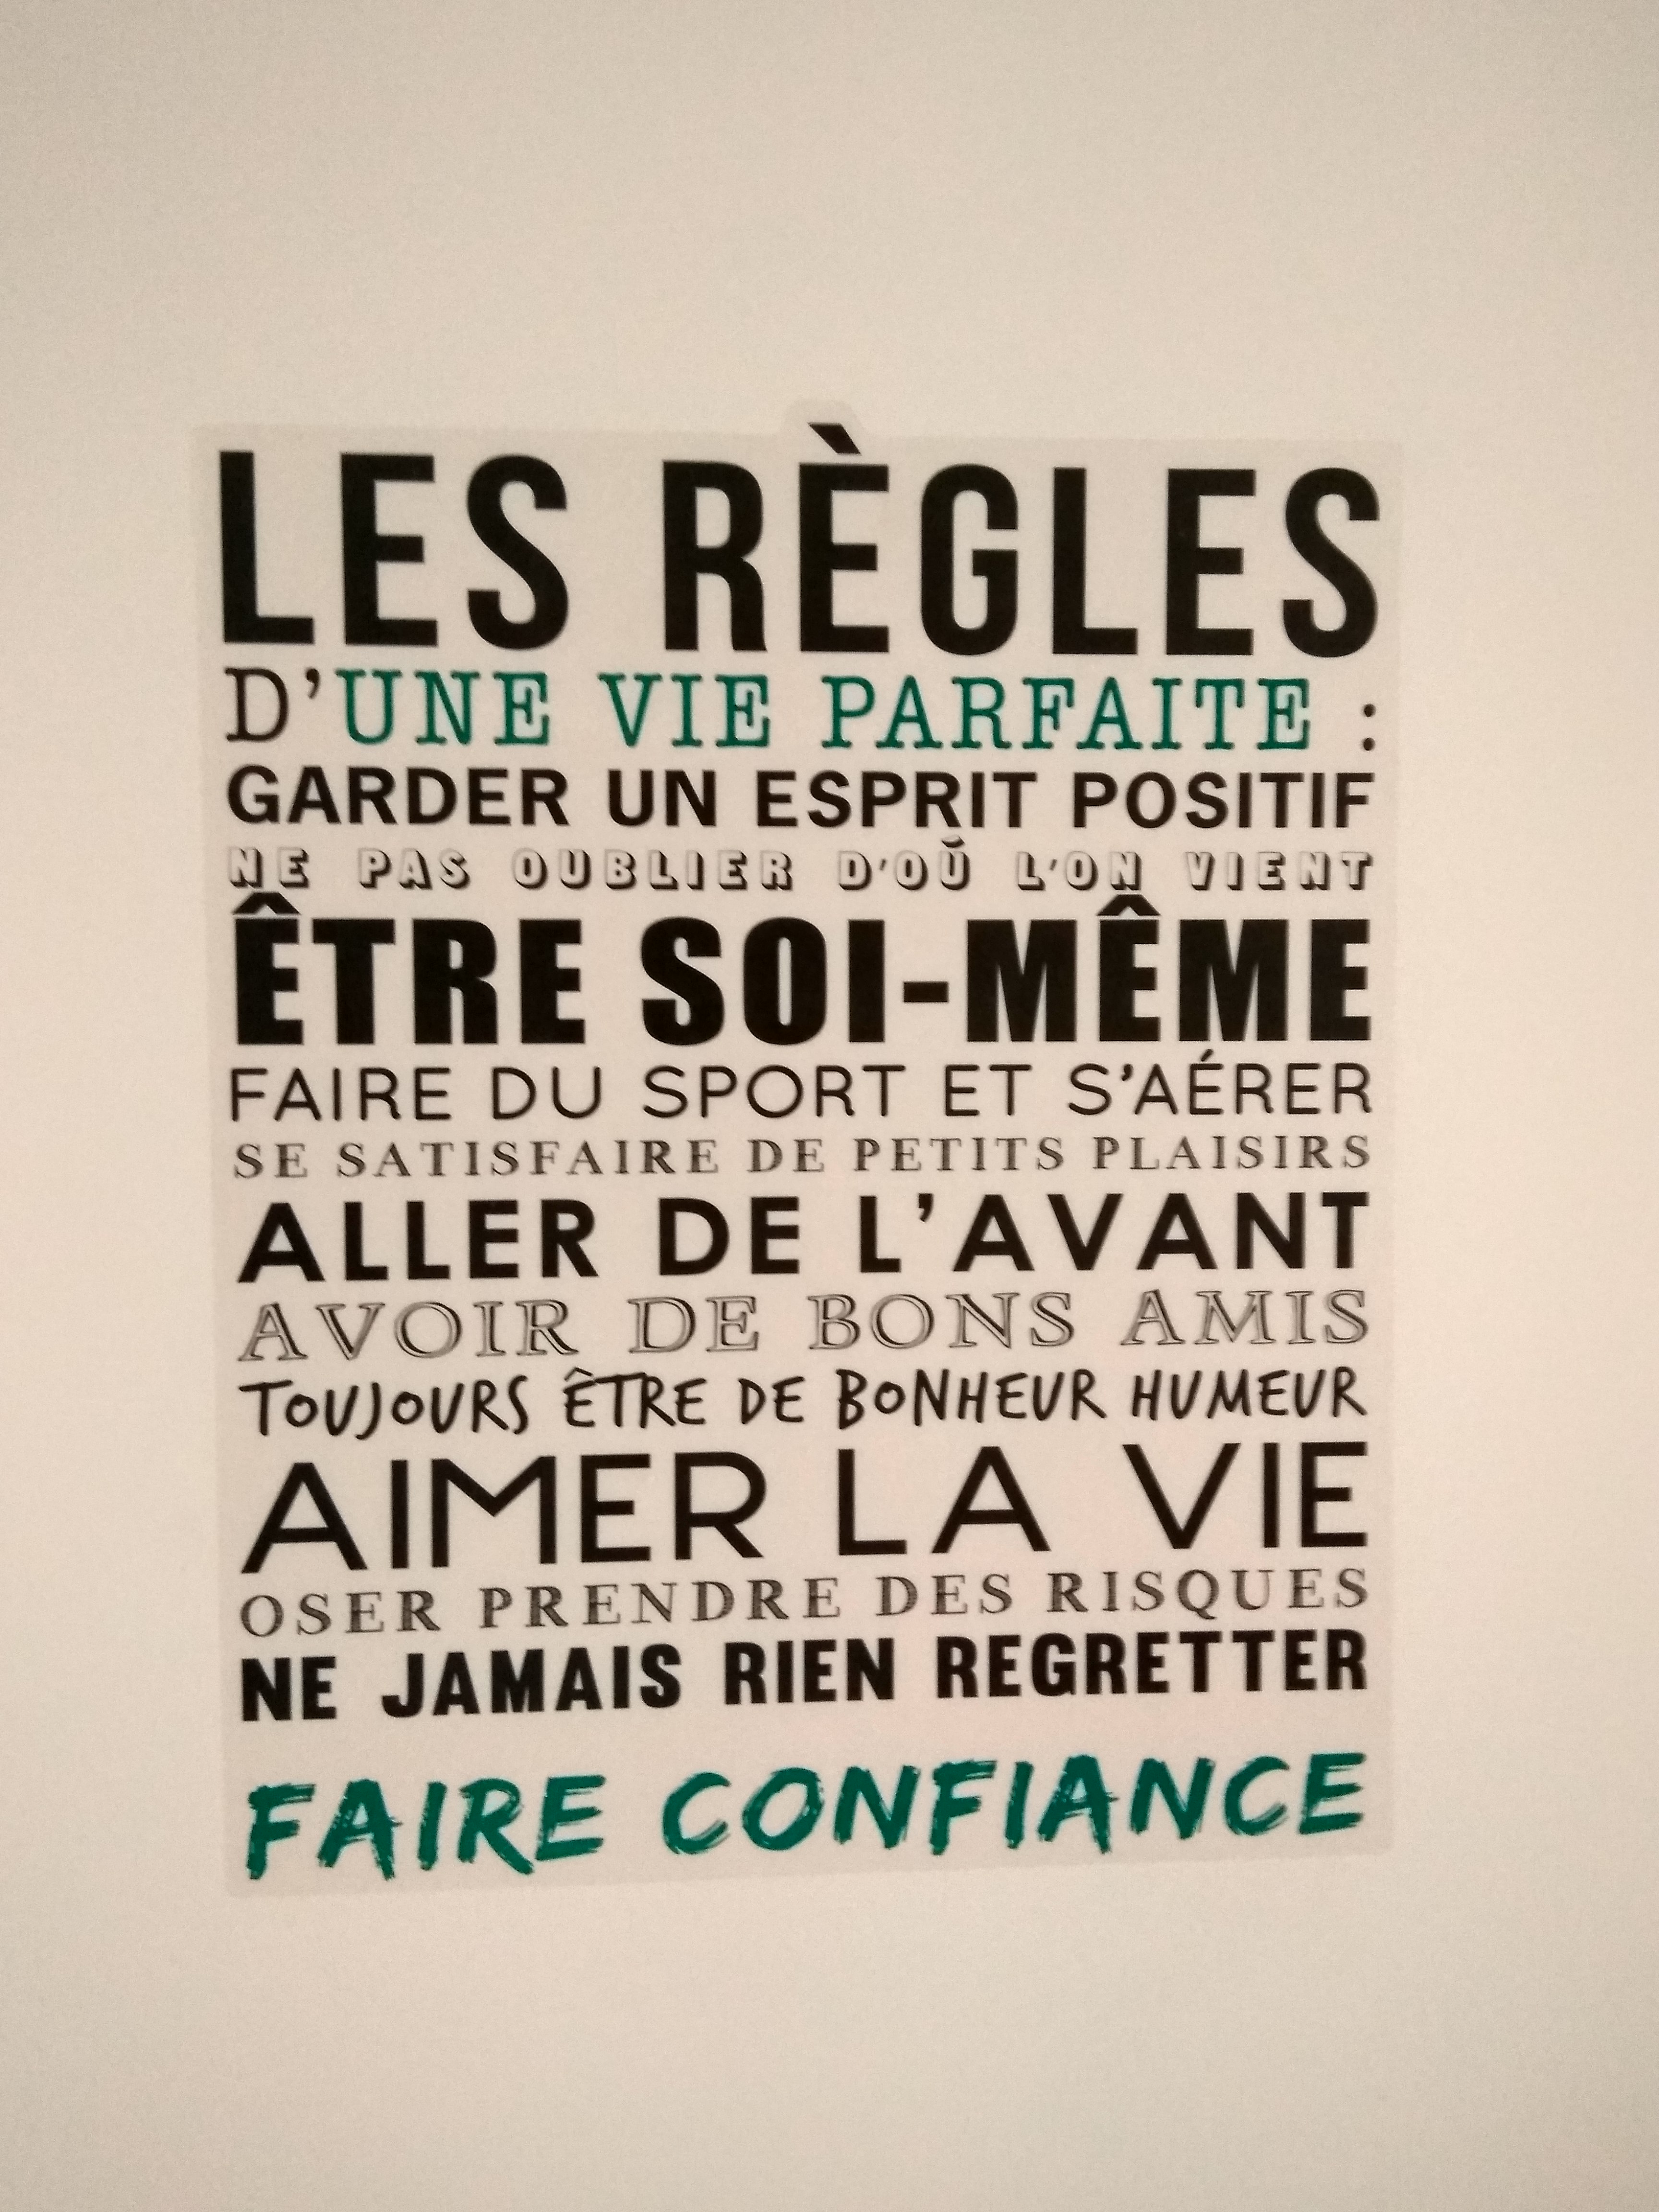 LES RÈGLES
D'UNE VIE PARFAITE :
GARDER UN ESPRIT POSITIF
NE PAS OUBLIER D'OÙ L'ON VIENT
ÊTRE SOI-MÊME
FAIRE DU SPORT ET S'AÉRER
SE SATISFAIRE DE PETITS PLAISIRS
ALLER DE L'AVANT
AVOIR DE BONS AMIS
TOUJOURS ÊTRE DE BONHEUR HUMEUR
AIMER LA VIE
OSER PRENDRE DES RISQUES
NE JAMAIS RIEN REGRETTER
FAIRE CONFIANCE